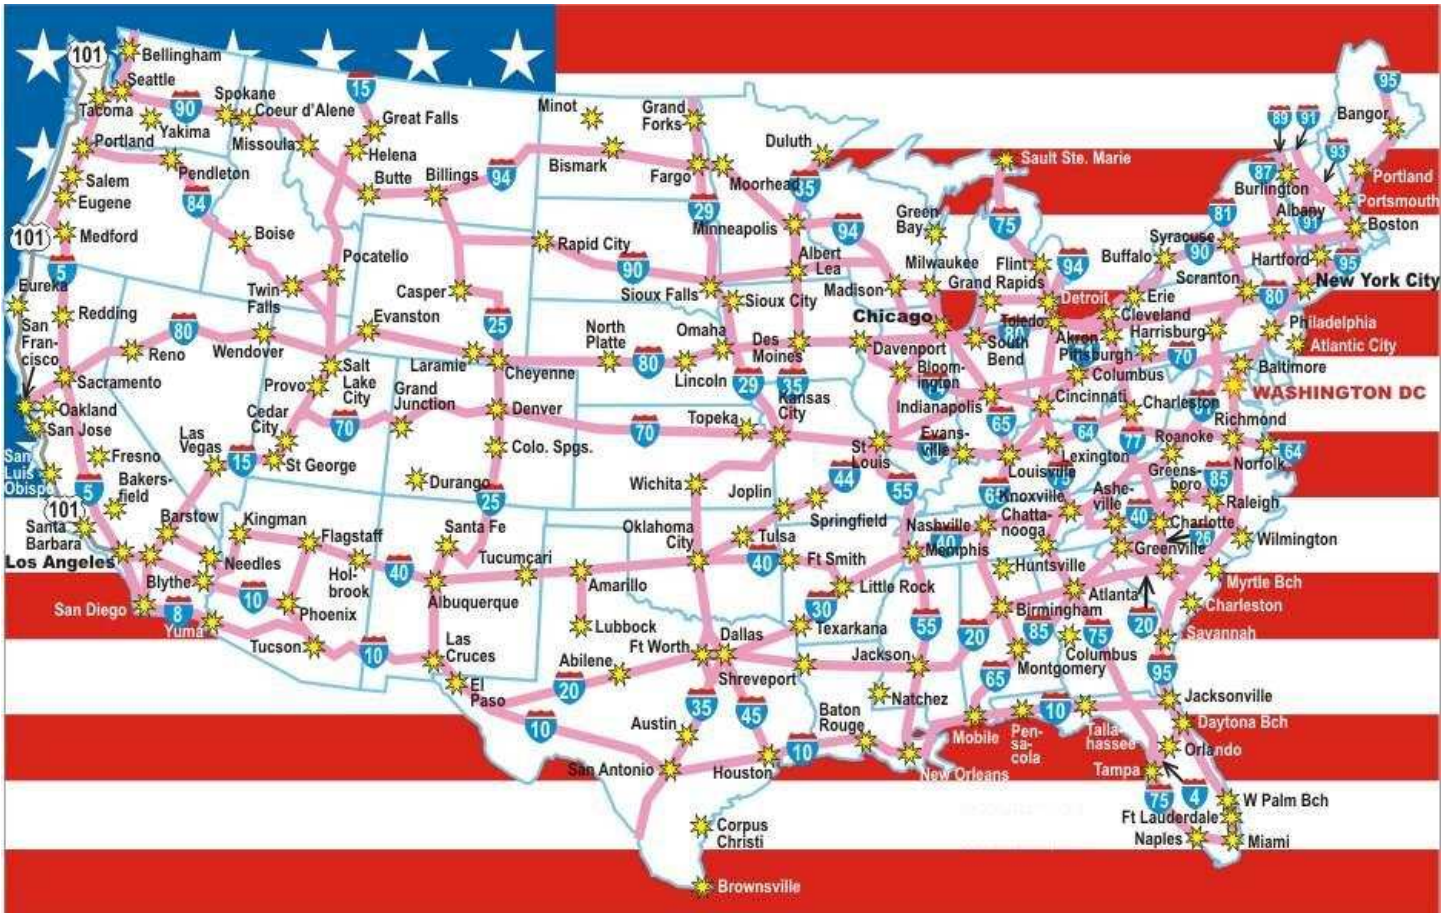 101
Bellingham
Seattle
Tacoma
90
Spokane
Coeur d'Alene
Yakima
Portland
Missoula
15
Great Falls
Helena
Butte
Billings
94
Minot
Bismark
Grand
Forks
Fargo
Moorhead
Duluth
35
Sault Ste. Marie
75
95
Bangor
89
91
93
87
Burlington
Portland
Portsmouth
Albany
91
Boston
Salem
Eugene
Pendleton
84
Medford
101
5
Eureka
Boise
Pocatello
Twin
Falls
Casper
Rapid City
90
29
Minneapolis
94
Albert
Lea
Green
Bay
Milwaukee
Madison
Flint
94
Grand Rapids
Detroit
Buffalo
Syracuse
90
81
Hartford
95
Scranton
New York City
80
Redding
San
Fran-
cisco
80
Reno
Wendover
Evanston
25
Laramie
Cheyenne
North
Platte
80
Omaha
Lincoln
Sioux Falls
Sioux City
Des
Moines
Chicago
Davenport
Bloom-
ington
South
Bend
Toledo
80
Erie
Cleveland
Akron
Harrisburg
Pittsburgh
70
Philadelphia
Atlantic City
Baltimore
WASHINGTON DC
Sacramento
Oakland
San Jose
Salt
Lake
City
Provo
Grand
Junction
Denver
Colo. Spgs.
70
70
Topeka
29
35
Kansas
City
Indianapolis
65
Columbus
Cincinnati
Charleston
Richmond
64
77
Roanoke
Norfolk
64
Cedar
City
Las
Vegas
15
St George
Fresno
San
Luis
Obispo
5
Bakers-
field
101
Durango
25
Wichita
Joplin
44
St
Louis
55
Evans-
ville
Louisville
Lexington
Greens-
boro
85
Raleigh
Santa
Barbara
Barstow
Kingman
Flagstaff
Santa Fe
Tucumcari
Oklahoma
City
Tulsa
Springfield
Nashville
Knoxville
Chatta-
nooga
Ashe-
ville
40
Charlotte
26
Wilmington
Los Angeles
Needles
Blythe
Hol-
brook
40
Albuquerque
Amarillo
40
Ft Smith
Memphis
40
Huntsville
Greenville
Myrtle Bch
San Diego
8
Yuma
10
Phoenix
Lubbock
30
Little Rock
Birmingham
Atlanta
20
Charleston
Tucson
10
Las
Cruces
El
Paso
Abilene
20
Ft Worth
Dallas
Texarkana
Shreveport
Jackson
55
20
85
75
Columbus
Montgomery
65
Savannah
95
10
Austin
35
45
Baton
Rouge
Natchez
Mobile
Pen-
sa-
cola
10
Talla-
hassee
Jacksonville
Daytona Bch
Orlando
San Antonio
Houston
10
New Orleans
Tampa
75
4
W Palm Bch
Ft Lauderdale
Naples
Miami
Corpus
Christi
Brownsville